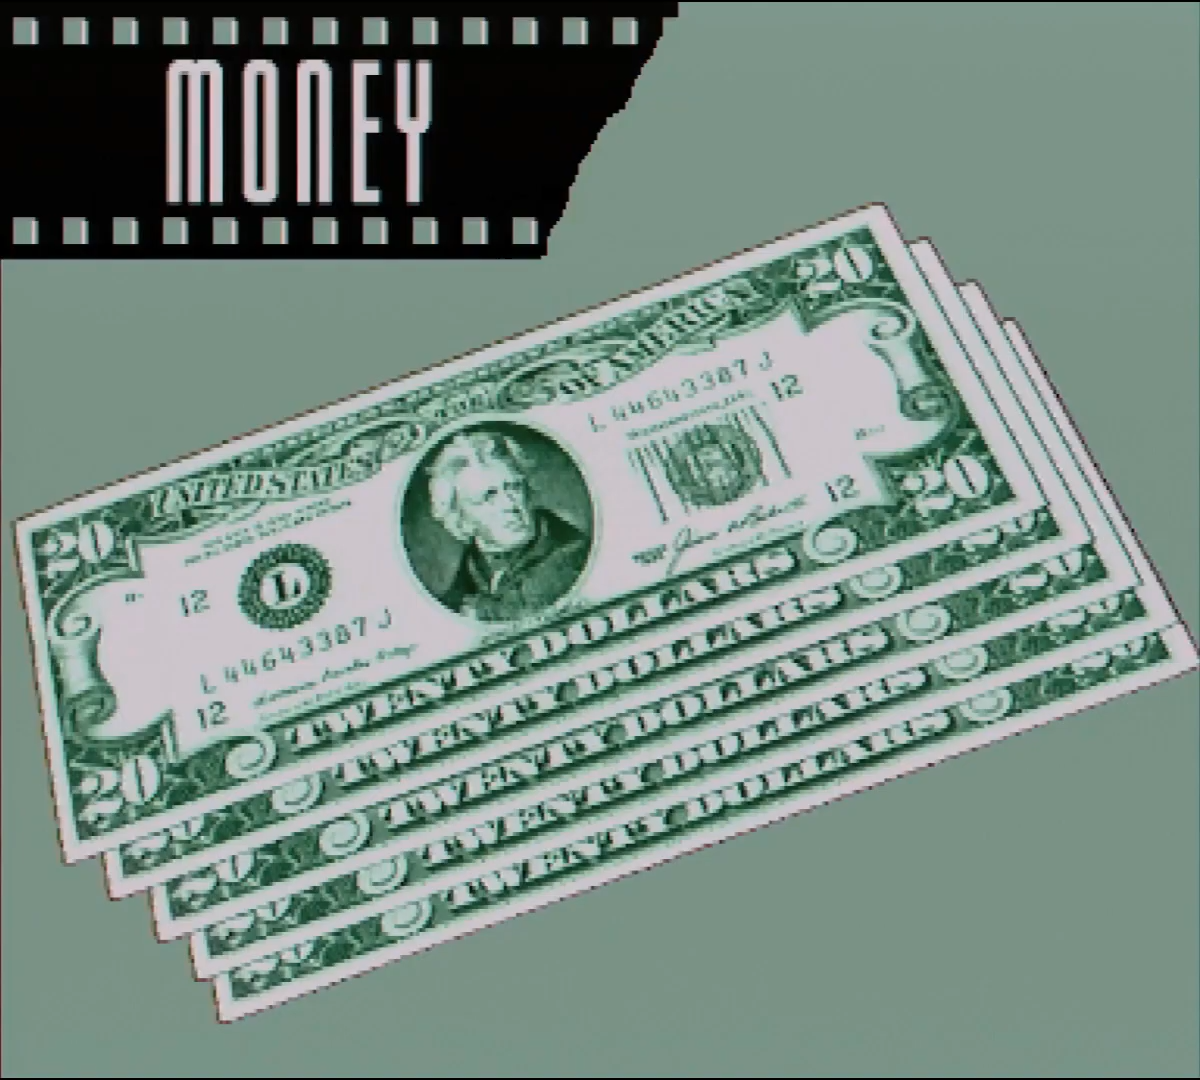 MONEY
20
UNITED STATES
OF AMERICA
20
L 44643387 J
12
12
L
12
20
L 44643387 J
12
20
TWENTY DOLLARS
TWENTY DOLLARS
TWENTY DOLLARS
TWENTY DOLLARS
TWENTY DOLLARS